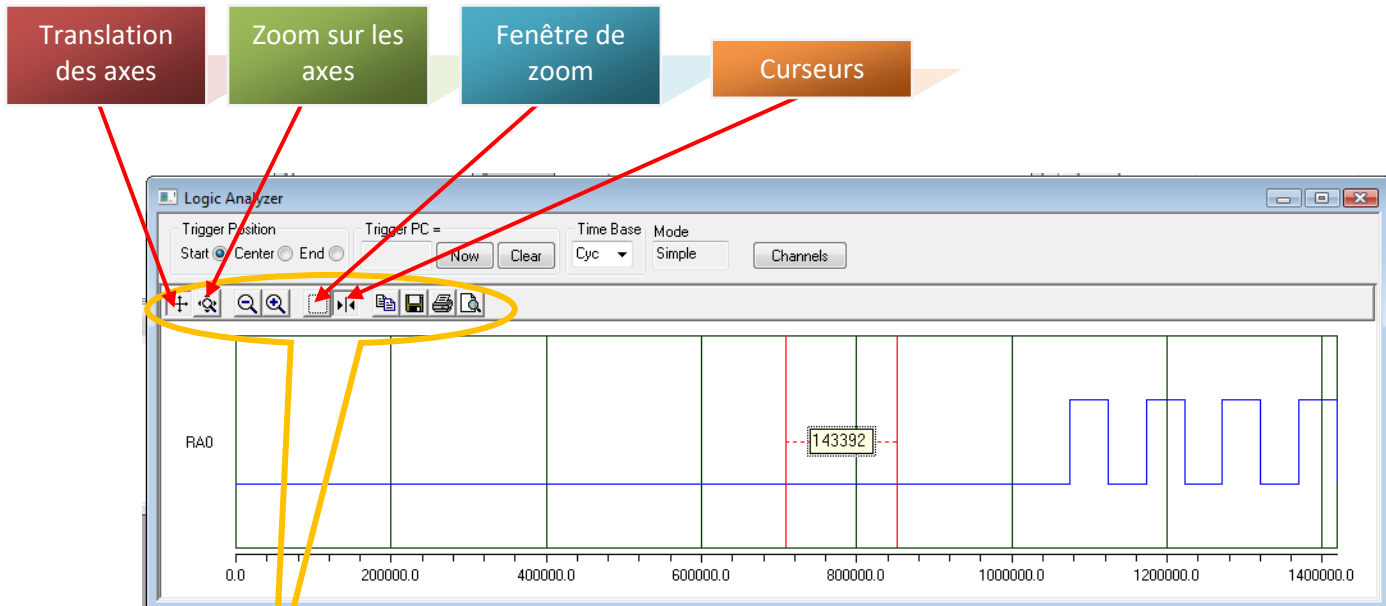 Translation
des axes
Zoom sur les
axes
Fenêtre de
zoom
Curseurs
Logic Analyzer
Trigger Position
Start Center End
Trigger PC =
Now Clear
Time Base
Cyc
Mode
Simple
Channels
RA0
143392
0.0 200000.0 400000.0 600000.0 800000.0 1000000.0 1200000.0 1400000.0